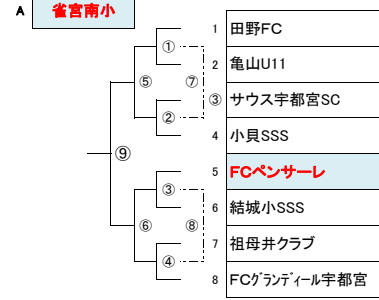 A 雀宮南小
1 田野FC
① 
2 亀山U11
⑤ ⑦
③ サウス宇都宮SC
②
4 小貝SSS
⑨
5 FCペンサーレ
③
6 結城小SSS
⑥ ⑧
7 祖母井クラブ
④
8 FCグランディール宇都宮